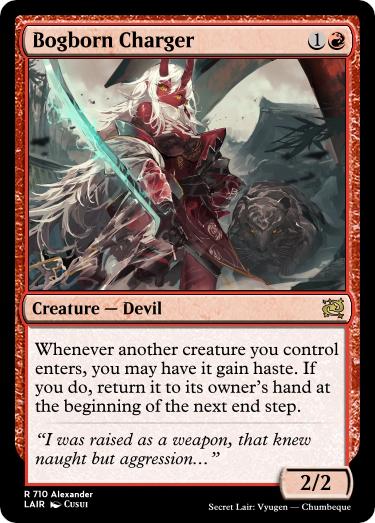 Bogborn Charger 1
Creature — Devil
Whenever another creature you control
enters, you may have it gain haste. If
you do, return it to its owner's hand at
the beginning of the next end step.
“I was raised as a weapon, that knew
naught but aggression…”
2/2
R 710 Alexander
LAIR Cusui
Secret Lair: Vyugen — Chumbeque